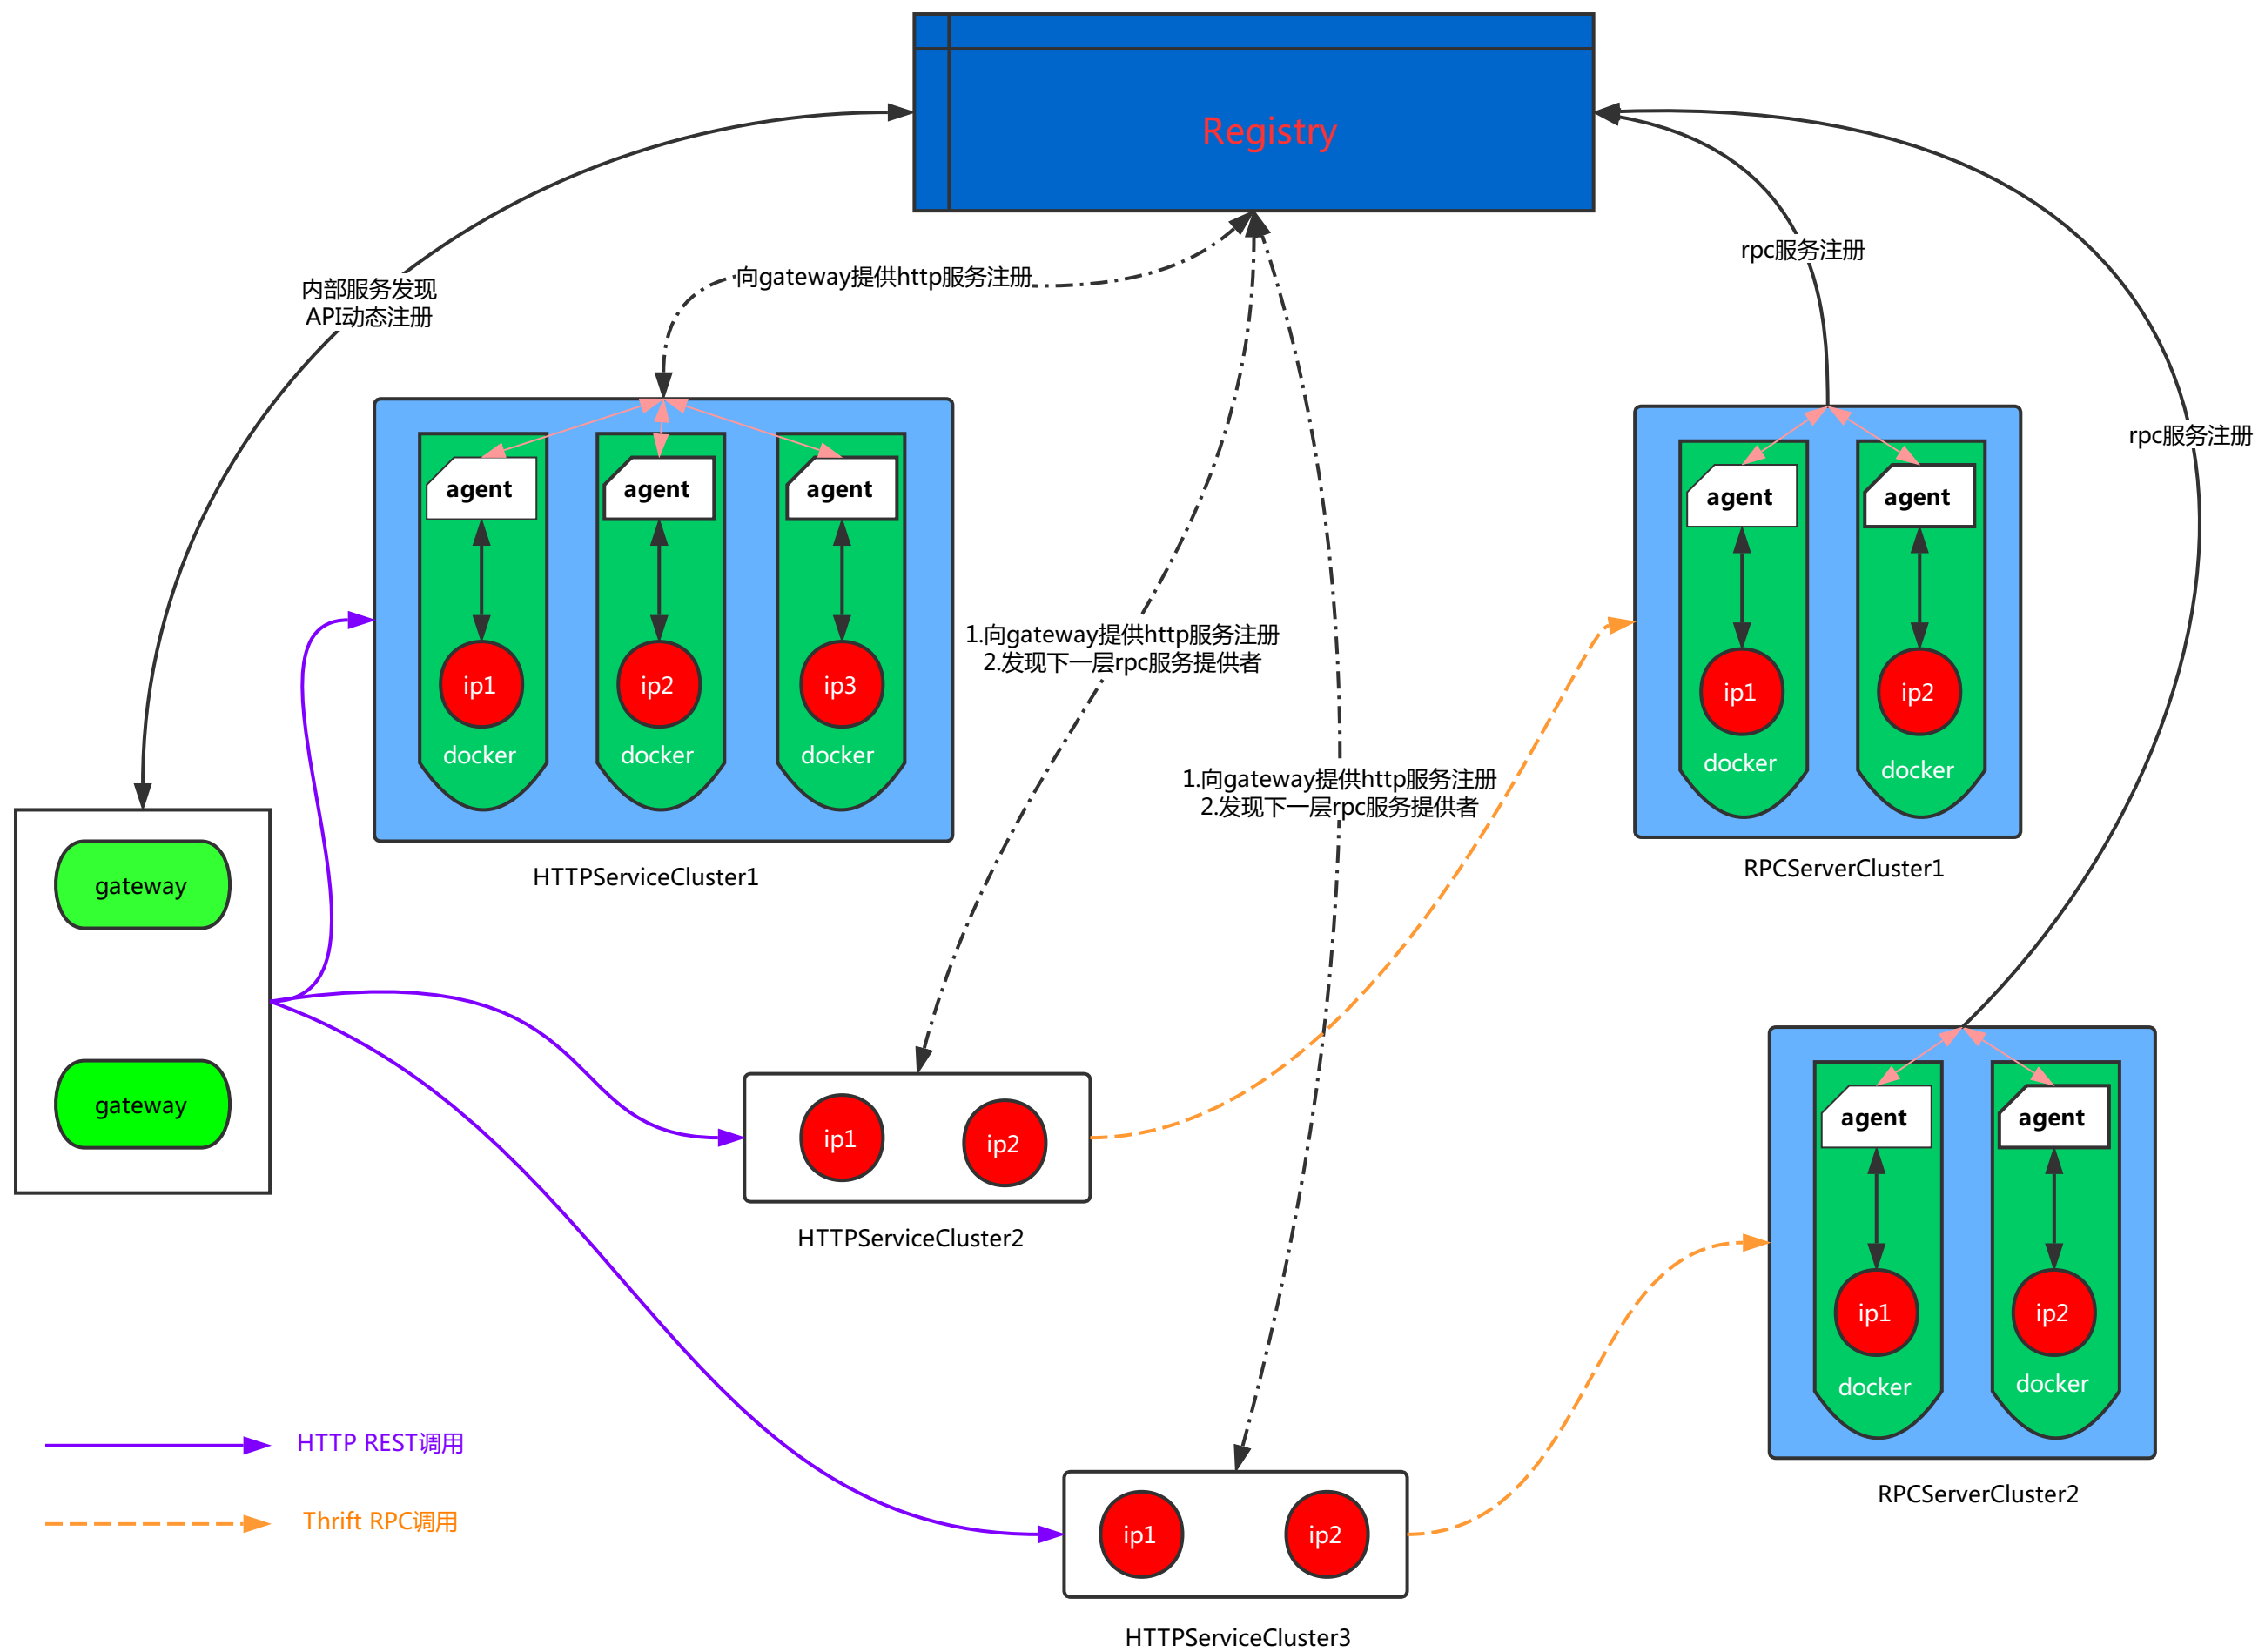 Registry
rpc服务注册
向gateway提供http服务注册
内部服务发现
API动态注册
rpc服务注册
agent
agent
agent
agent
agent
1.向gateway提供http服务注册
2.发现下一层rpc服务提供者
ip1
ip2
ip3
ip1
ip2
docker
docker
docker
docker
docker
1.向gateway提供http服务注册
2.发现下一层rpc服务提供者
HTTPServiceCluster1
RPCServerCluster1
gateway
gateway
agent
agent
ip1
ip2
HTTPServiceCluster2
ip1
ip2
docker
docker
HTTP REST调用
RPCServerCluster2
Thrift RPC调用
ip1
ip2
HTTPServiceCluster3